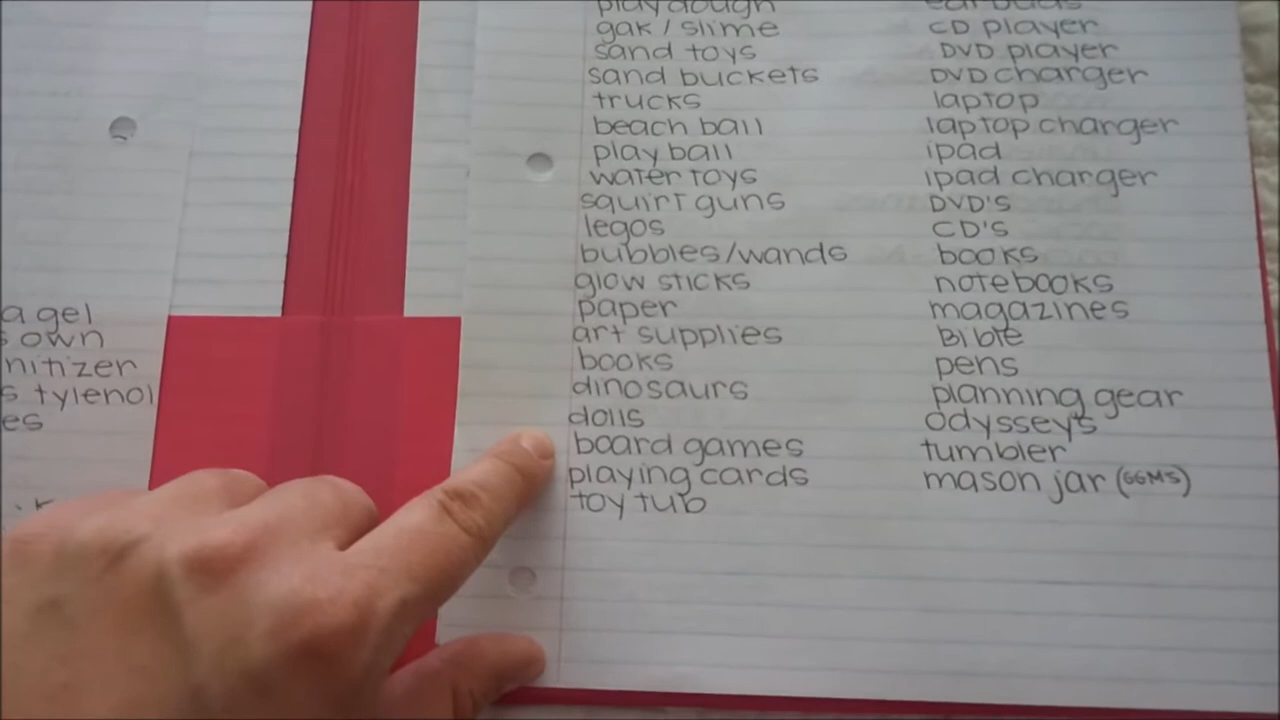 a gel
own
nitizer
s tylenol
es
play dough
gak / slime
sand toys
sand buckets
trucks
beach ball
play ball
water toys
squirt guns
legos
bubbles/wands
glow sticks
paper
art supplies
books
dinosaurs
dolls
board games
playing cards
toy tub
earbuds
CD player
DVD player
DVD charger
laptop
laptop charger
ipad
ipad charger
DVD's
CD's
books
notebooks
magazines
Bible
pens
planning gear
odyssey's
tumbler
mason jar (GGMS)